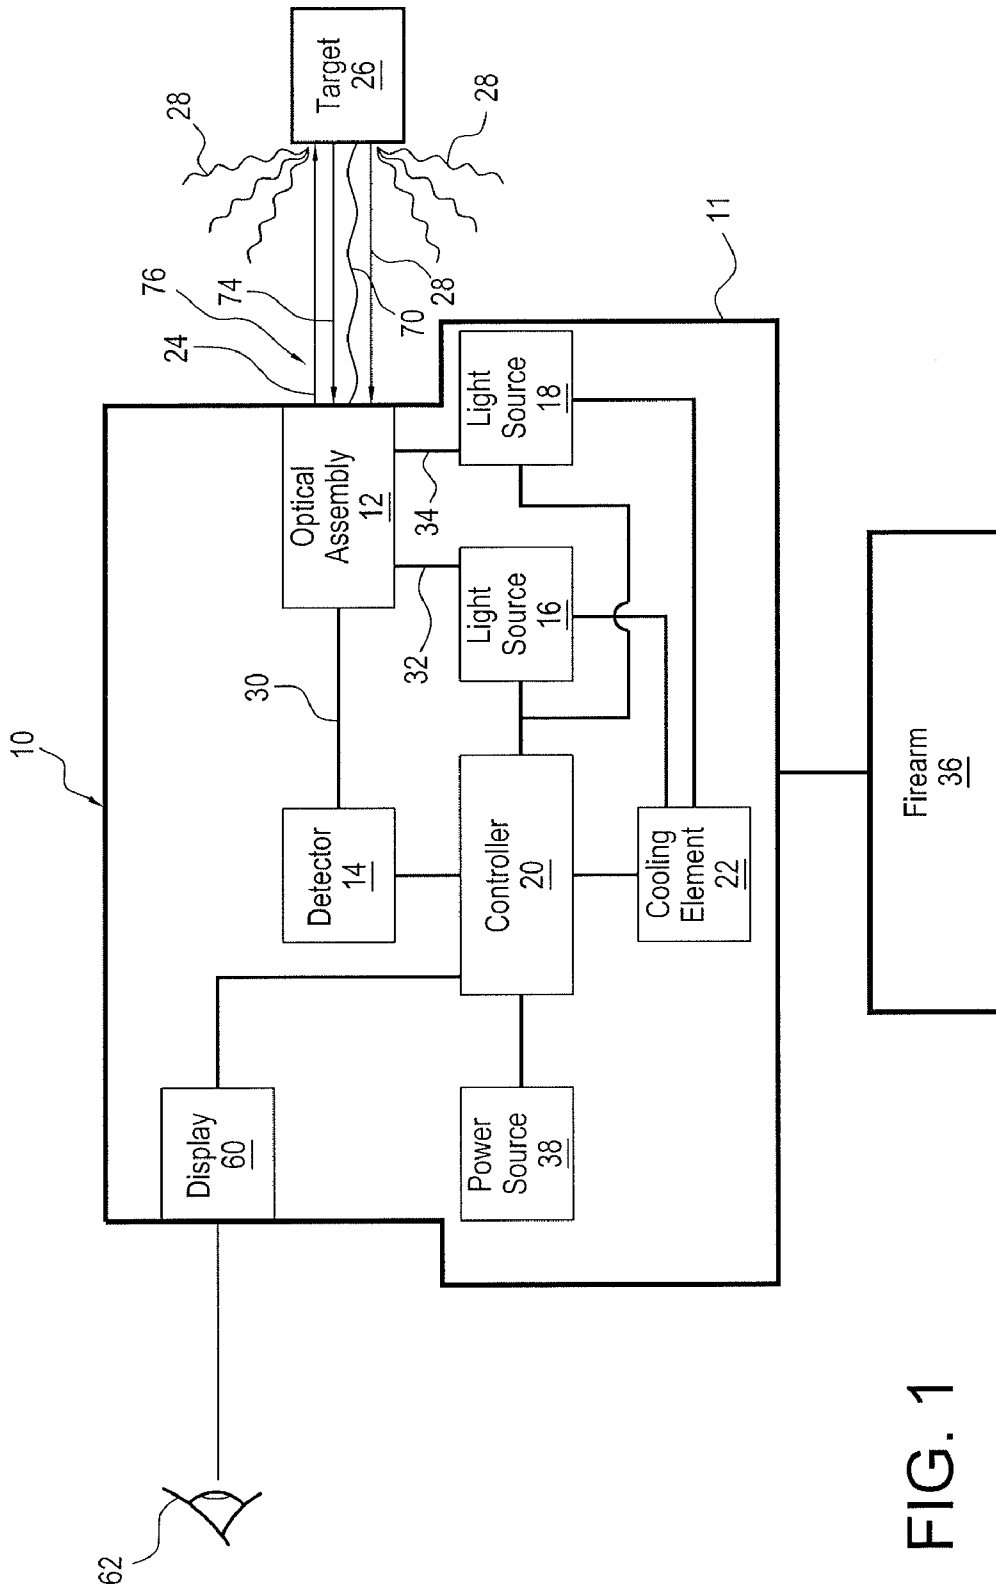 10
62
Display
60
Power
Source
38
Detector
14
30
Controller
20
Cooling
Element
22
Optical
Assembly
12
32
34
Light
Source
16
Light
Source
18
24
76
74
70
28
28
28
Target
26
11
Firearm
36
FIG. 1